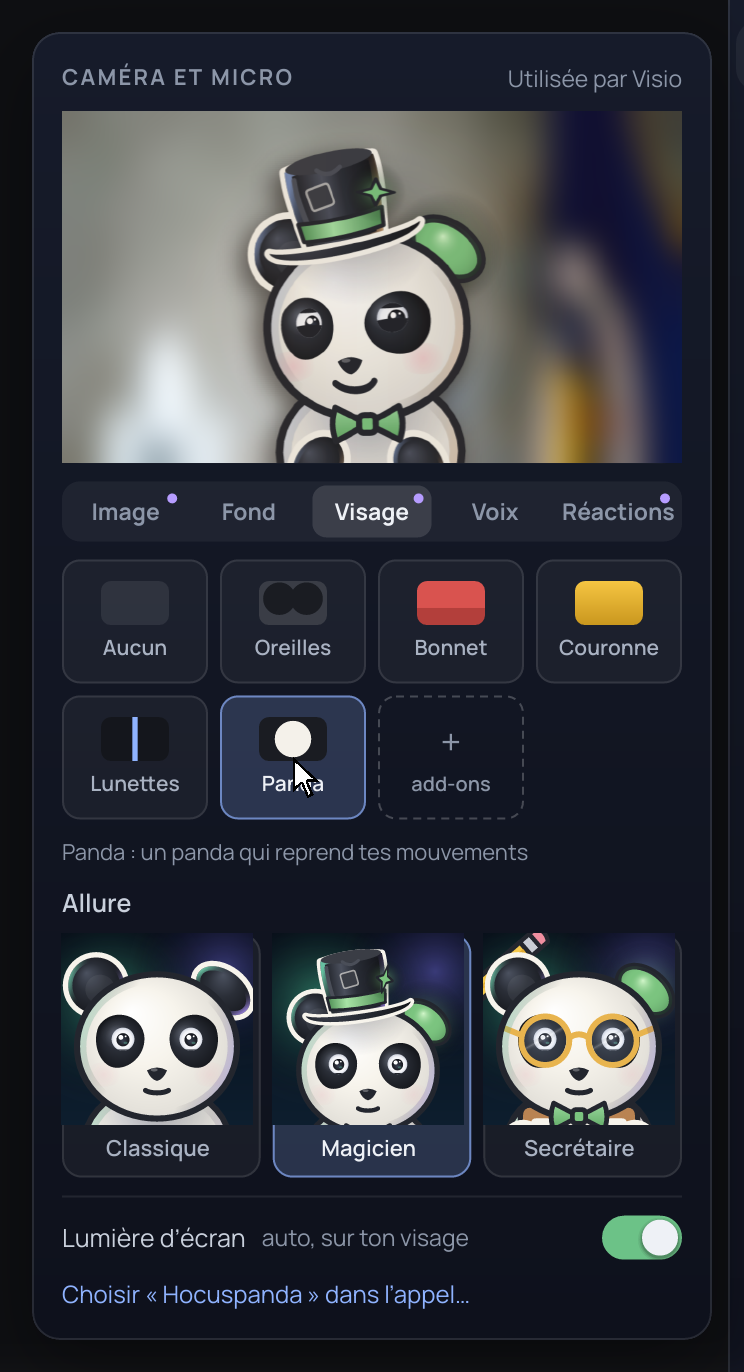 CAMÉRA ET MICRO
Utilisée par Visio
Image
Fond
Visage
Voix
Réactions
Aucun
Oreilles
Bonnet
Couronne
Lunettes
Panda
+
add-ons
Panda : un panda qui reprend tes mouvements
Allure
Classique
Magicien
Secrétaire
Lumière d’écran auto, sur ton visage
Choisir « Hocuspanda » dans l’appel…